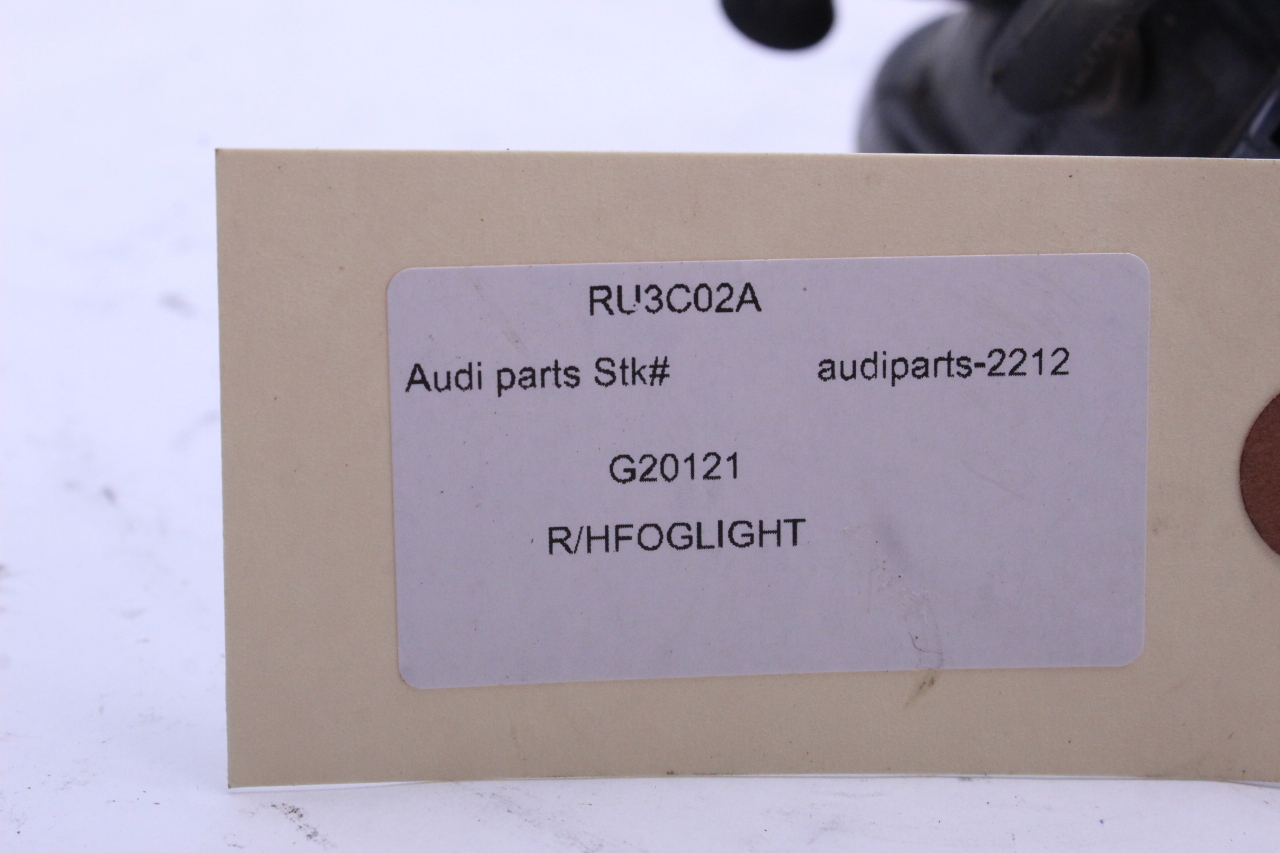 RU3C02A
Audi parts Stk# audiparts-2212
G20121
R/HFOGLIGHT